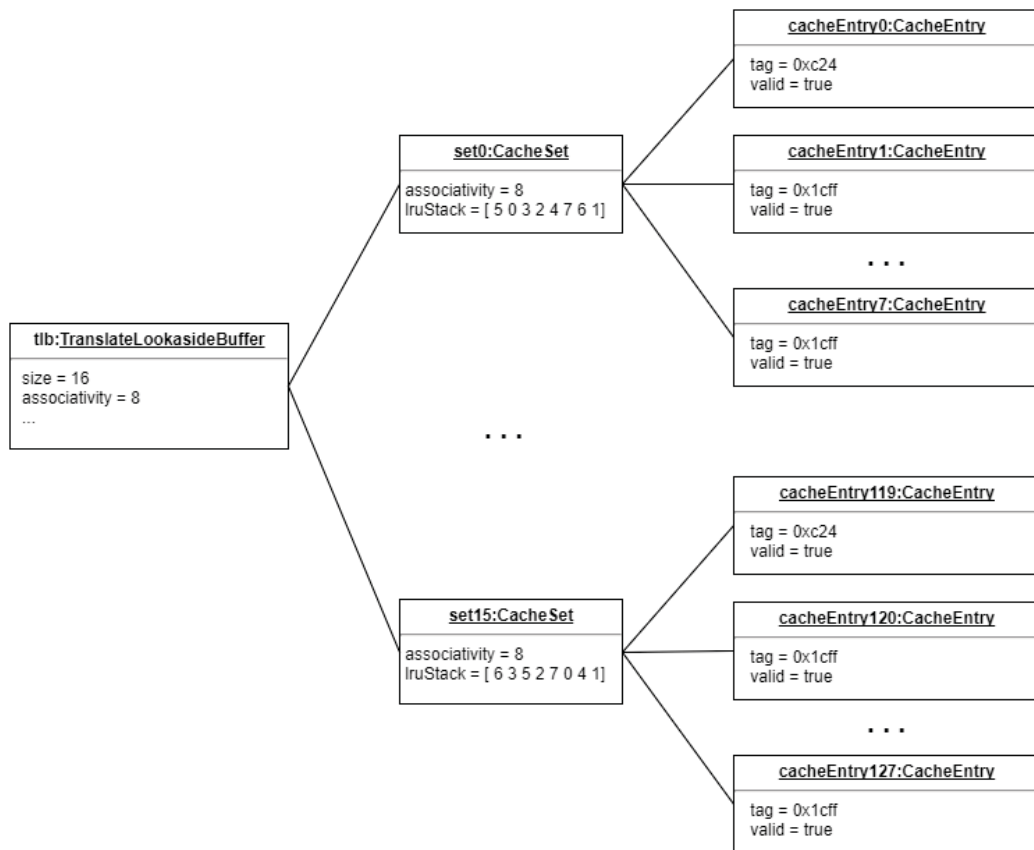 cacheEntry0:CacheEntry
tag = 0xc24
valid = true
set0:CacheSet
associativity = 8
lruStack = [ 5 0 3 2 4 7 6 1]
cacheEntry1:CacheEntry
tag = 0x1cff
valid = true
. . .
cacheEntry7:CacheEntry
tag = 0x1cff
valid = true
tlb:TranslateLookasideBuffer
size = 16
associativity = 8
...
. . .
cacheEntry119:CacheEntry
tag = 0xc24
valid = true
set15:CacheSet
associativity = 8
lruStack = [ 6 3 5 2 7 0 4 1]
cacheEntry120:CacheEntry
tag = 0x1cff
valid = true
. . .
cacheEntry127:CacheEntry
tag = 0x1cff
valid = true